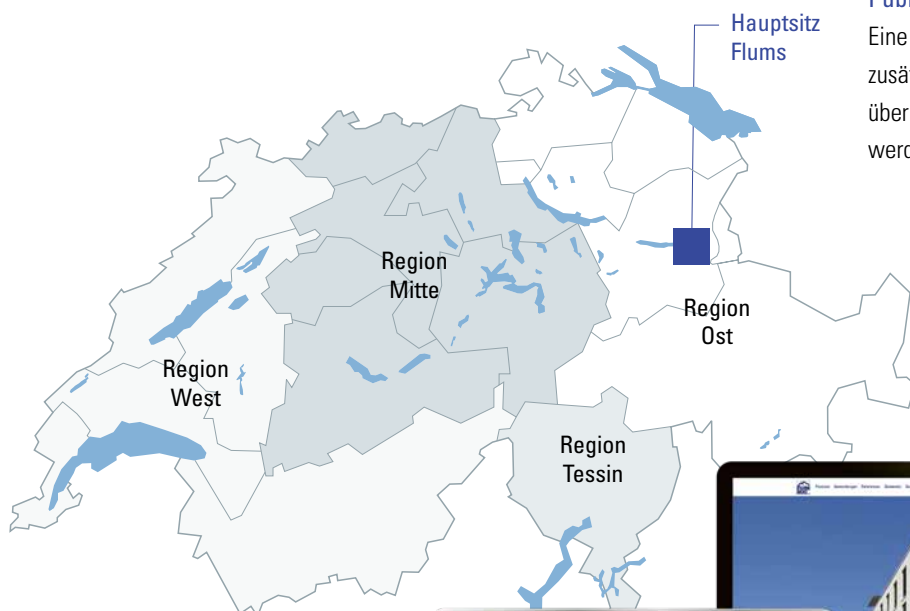 Hauptsitz
Flums
Eine
zusä
über
werd
Region
Mitte
Region
Ost
Region
West
Region
Tessin